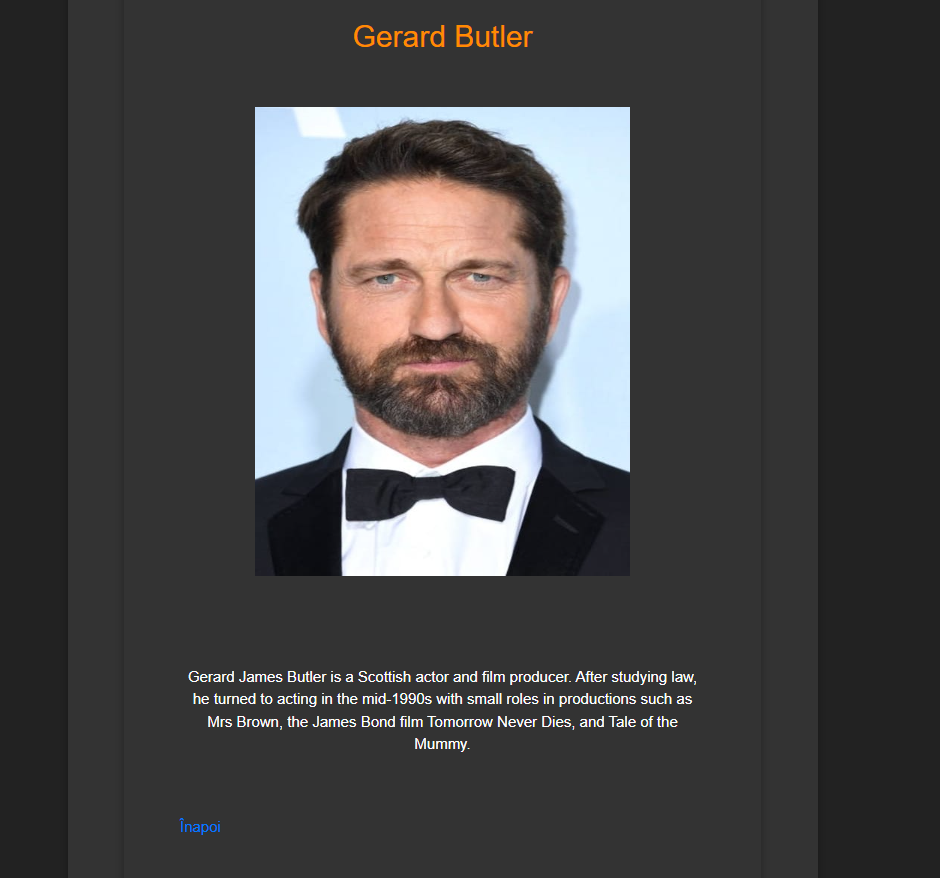 Gerard Butler
Gerard James Butler is a Scottish actor and film producer. After studying law,
he turned to acting in the mid-1990s with small roles in productions such as
Mrs Brown, the James Bond film Tomorrow Never Dies, and Tale of the
Mummy.
Înapoi